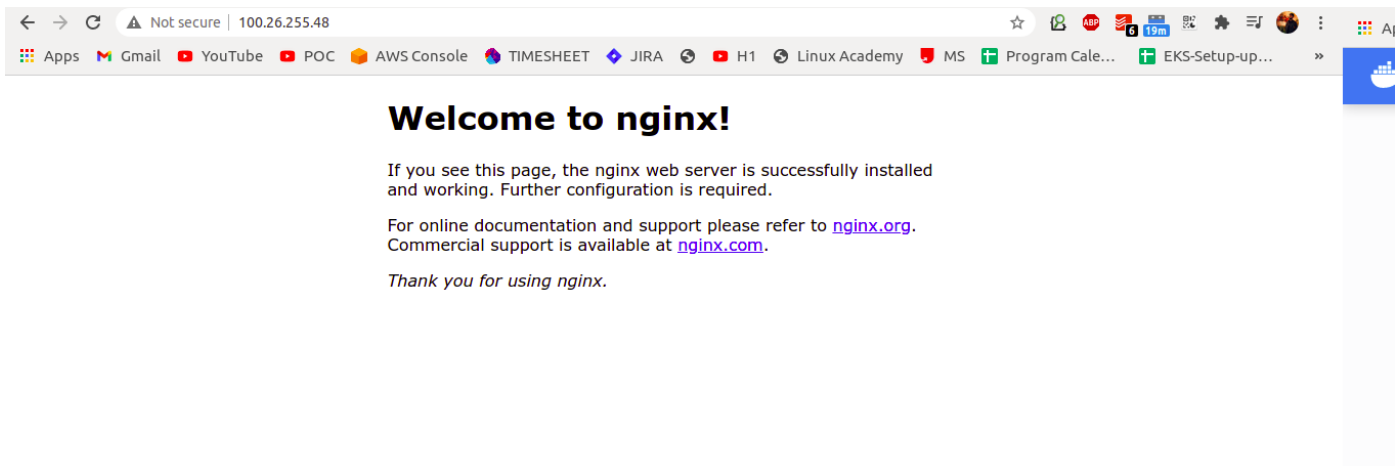 Not secure | 100.26.255.48
ABP 6 19m
Apps Gmail YouTube POC AWS Console TIMESHEET JIRA H1 Linux Academy MS Program Cale... EKS-Setup-up... »
Welcome to nginx!
If you see this page, the nginx web server is successfully installed
and working. Further configuration is required.
For online documentation and support please refer to nginx.org.
Commercial support is available at nginx.com.
Thank you for using nginx.